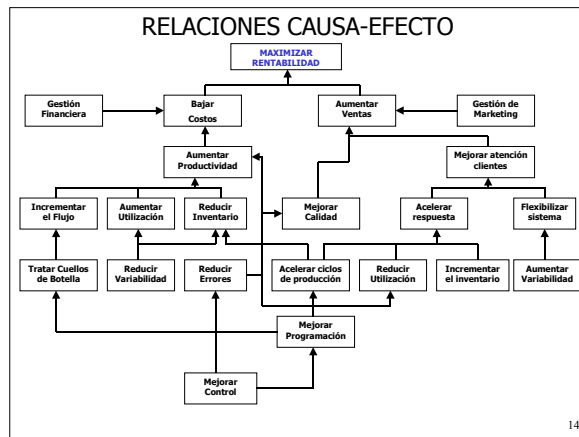 RELACIONES CAUSA-EFECTO
MAXIMIZAR
RENTABILIDAD
Gestión
Financiera
Bajar
Costos
Aumentar
Ventas
Gestión de
Marketing
Aumentar
Productividad
Mejorar atención
clientes
Incrementar
el Flujo
Aumentar
Utilización
Reducir
Inventario
Mejorar
Calidad
Acelerar
respuesta
Flexibilizar
sistema
Tratar Cuellos
de Botella
Reducir
Variabilidad
Reducir
Errores
Acelerar ciclos
de producción
Reducir
Utilización
Incrementar
el inventario
Aumentar
Variabilidad
Mejorar
Programación
Mejorar
Control
14